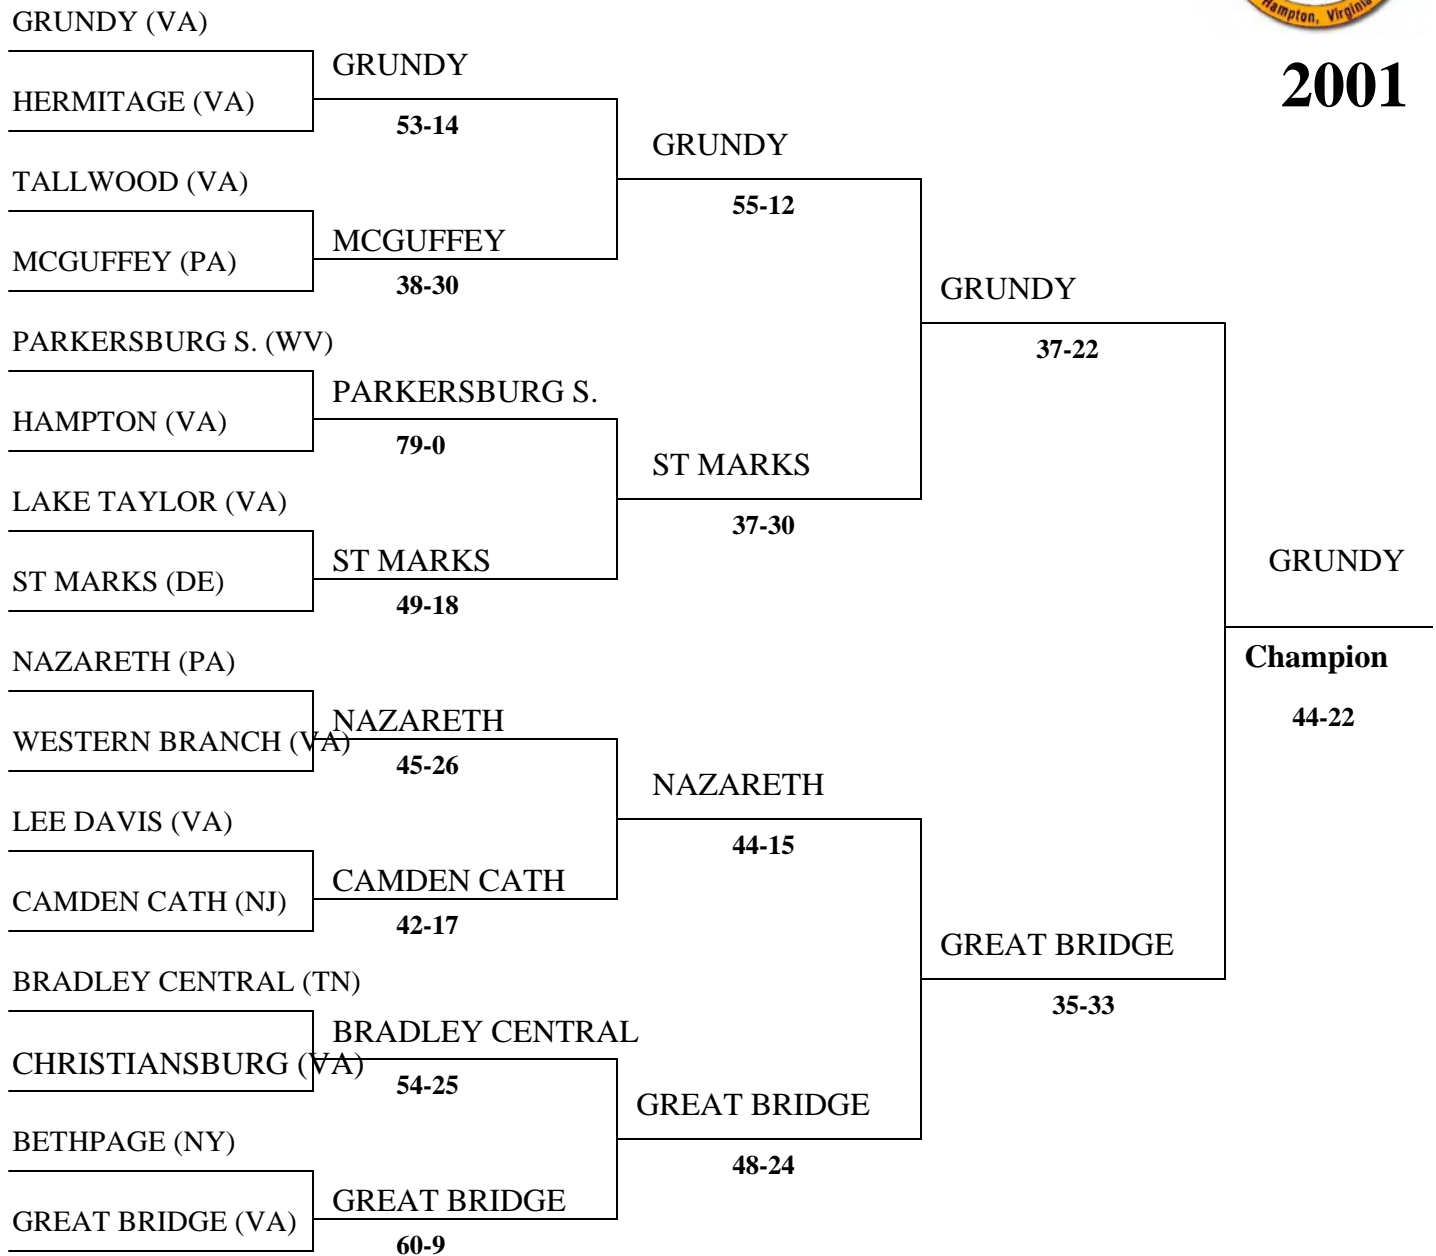 Hampton, Virginia
2001
GRUNDY (VA)
HERMITAGE (VA)
TALLWOOD (VA)
MCGUFFEY (PA)
PARKERSBURG S. (WV)
HAMPTON (VA)
LAKE TAYLOR (VA)
ST MARKS (DE)
NAZARETH (PA)
WESTERN BRANCH (VA)
LEE DAVIS (VA)
CAMDEN CATH (NJ)
BRADLEY CENTRAL (TN)
CHRISTIANSBURG (VA)
BETHPAGE (NY)
GREAT BRIDGE (VA)
GRUNDY
53-14
MCGUFFEY
38-30
PARKERSBURG S.
79-0
ST MARKS
49-18
NAZARETH
45-26
CAMDEN CATH
42-17
BRADLEY CENTRAL
54-25
GREAT BRIDGE
60-9
GRUNDY
55-12
ST MARKS
37-30
NAZARETH
44-15
GREAT BRIDGE
48-24
GRUNDY
37-22
GREAT BRIDGE
35-33
GRUNDY
Champion
44-22